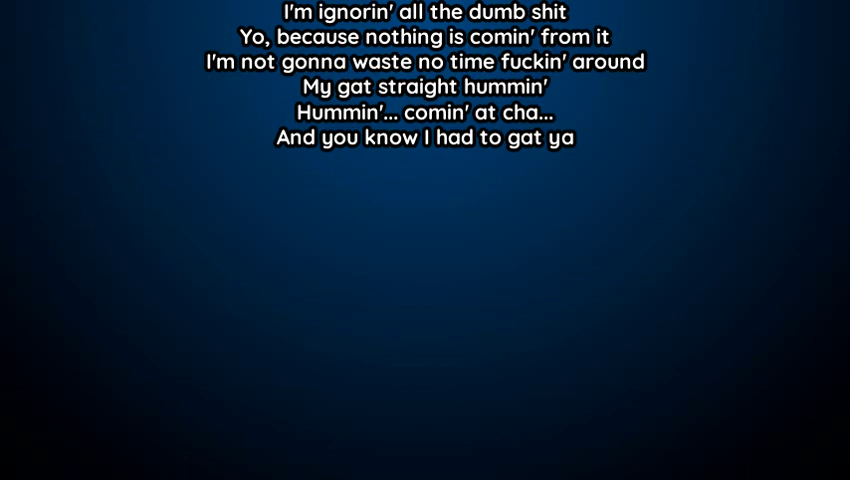 I'm ignorin' all the dumb shit
Yo, because nothing is comin' from it
I'm not gonna waste no time fuckin' around
My gat straight hummin'
Hummin'... comin' at cha...
And you know I had to gat ya